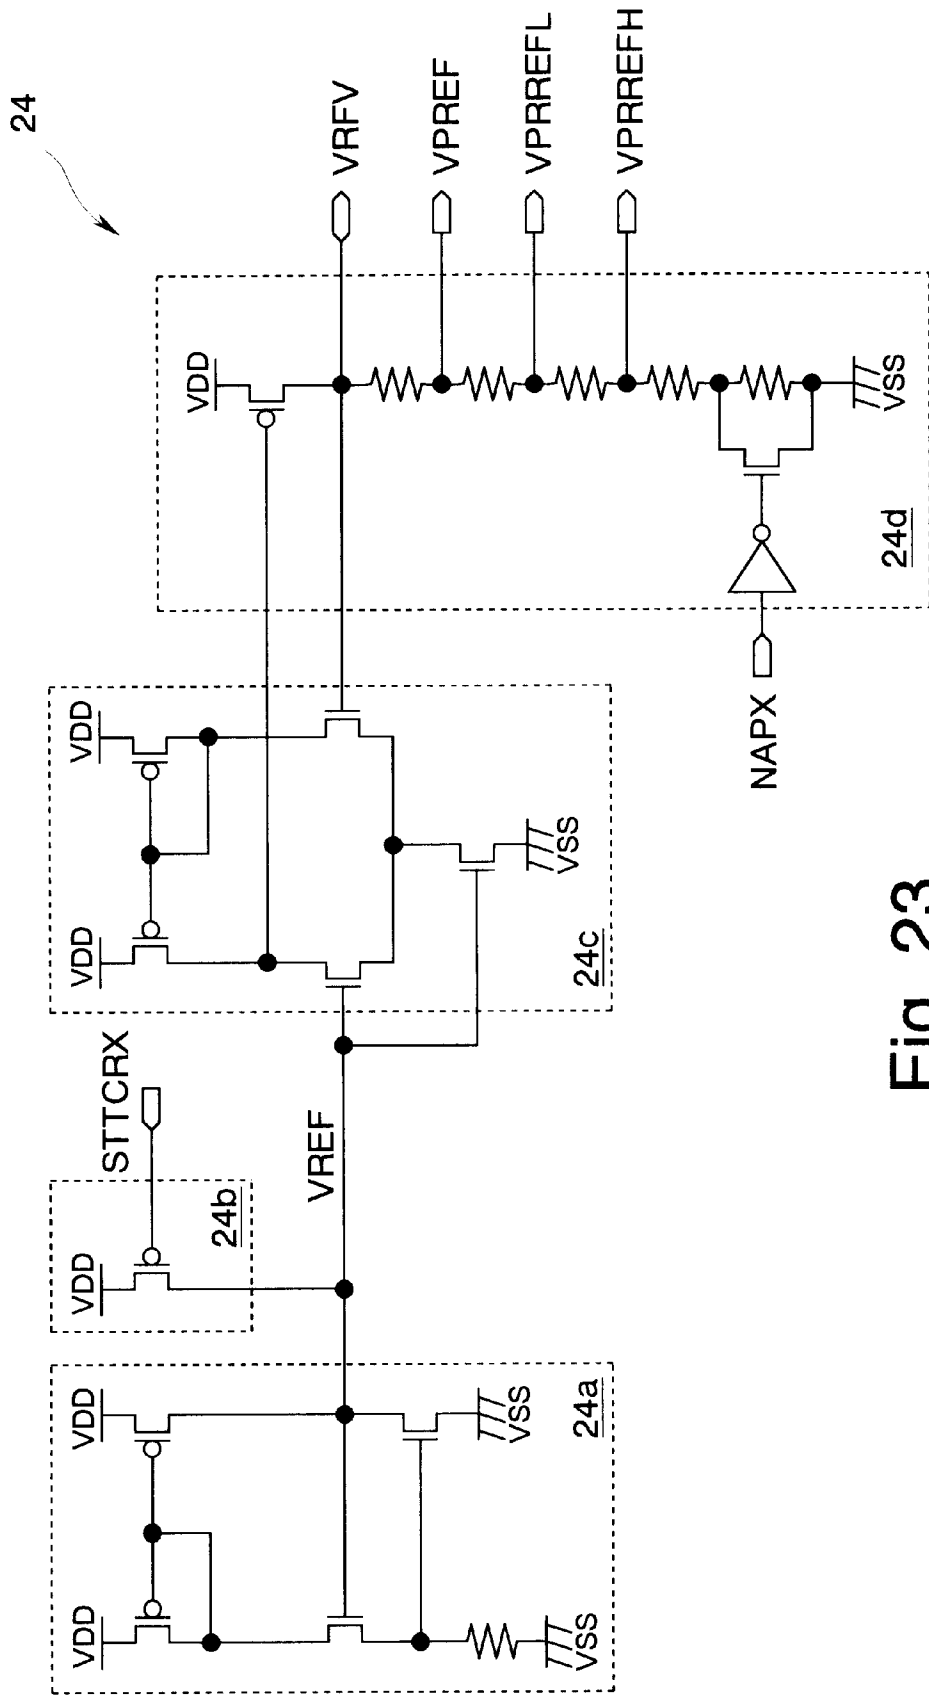 24
VDD
VDD
24a
VSS
VSS
VDD
24b
STTCRX
VREF
VDD
VDD
24c
VSS
VDD
24d
VSS
NAPX
VRFV
VPREF
VPRREFL
VPRREFH
Fig. 23